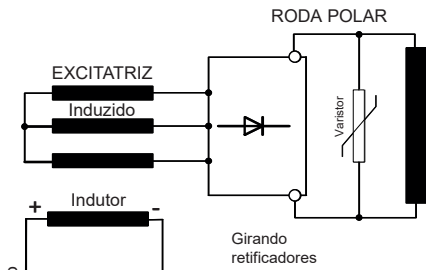 RODA POLAR
EXCITATRIZ
Induzido
Varistor
+ Indutor -
Girando
retificadores